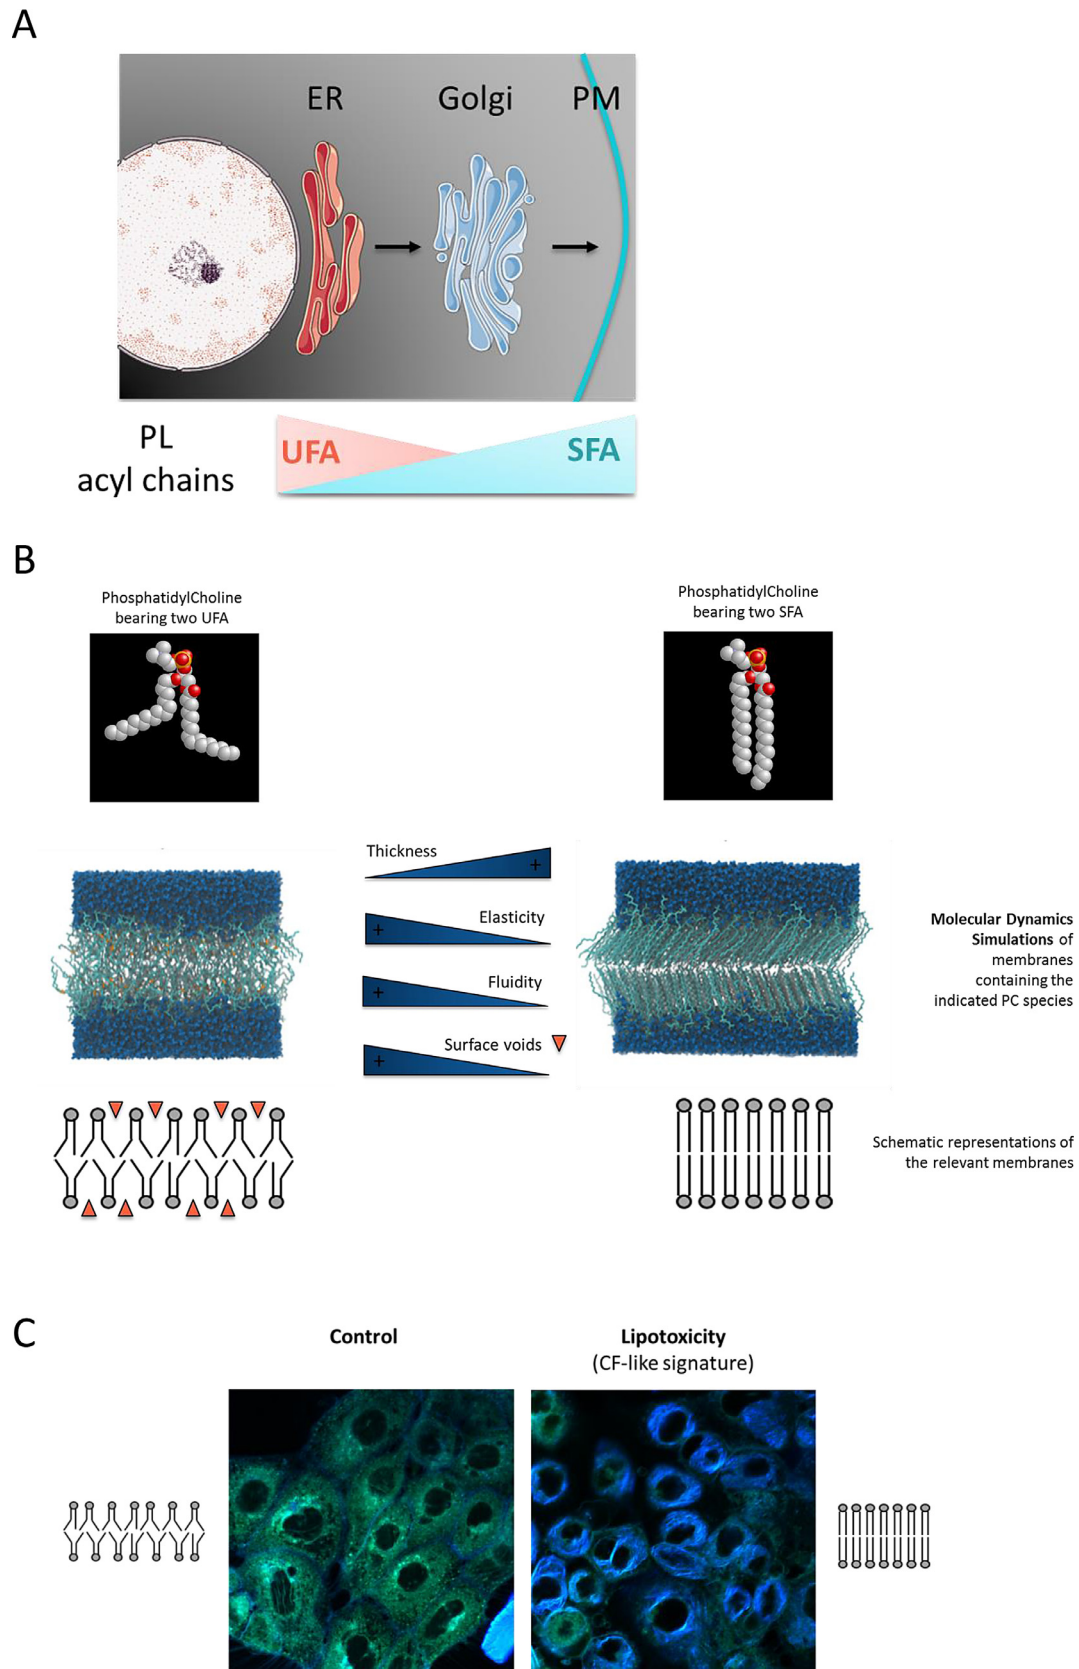 A
ER
Golgi
PM
PL
acyl chains
UFA
SFA
B
PhosphatidylCholine
bearing two UFA
PhosphatidylCholine
bearing two SFA
Thickness
+
Elasticity
+
Fluidity
+
Surface voids
+
Molecular Dynamics
Simulations of
membranes
containing the
indicated PC species
Schematic representations of
the relevant membranes
C
Control
Lipotoxicity
(CF-like signature)